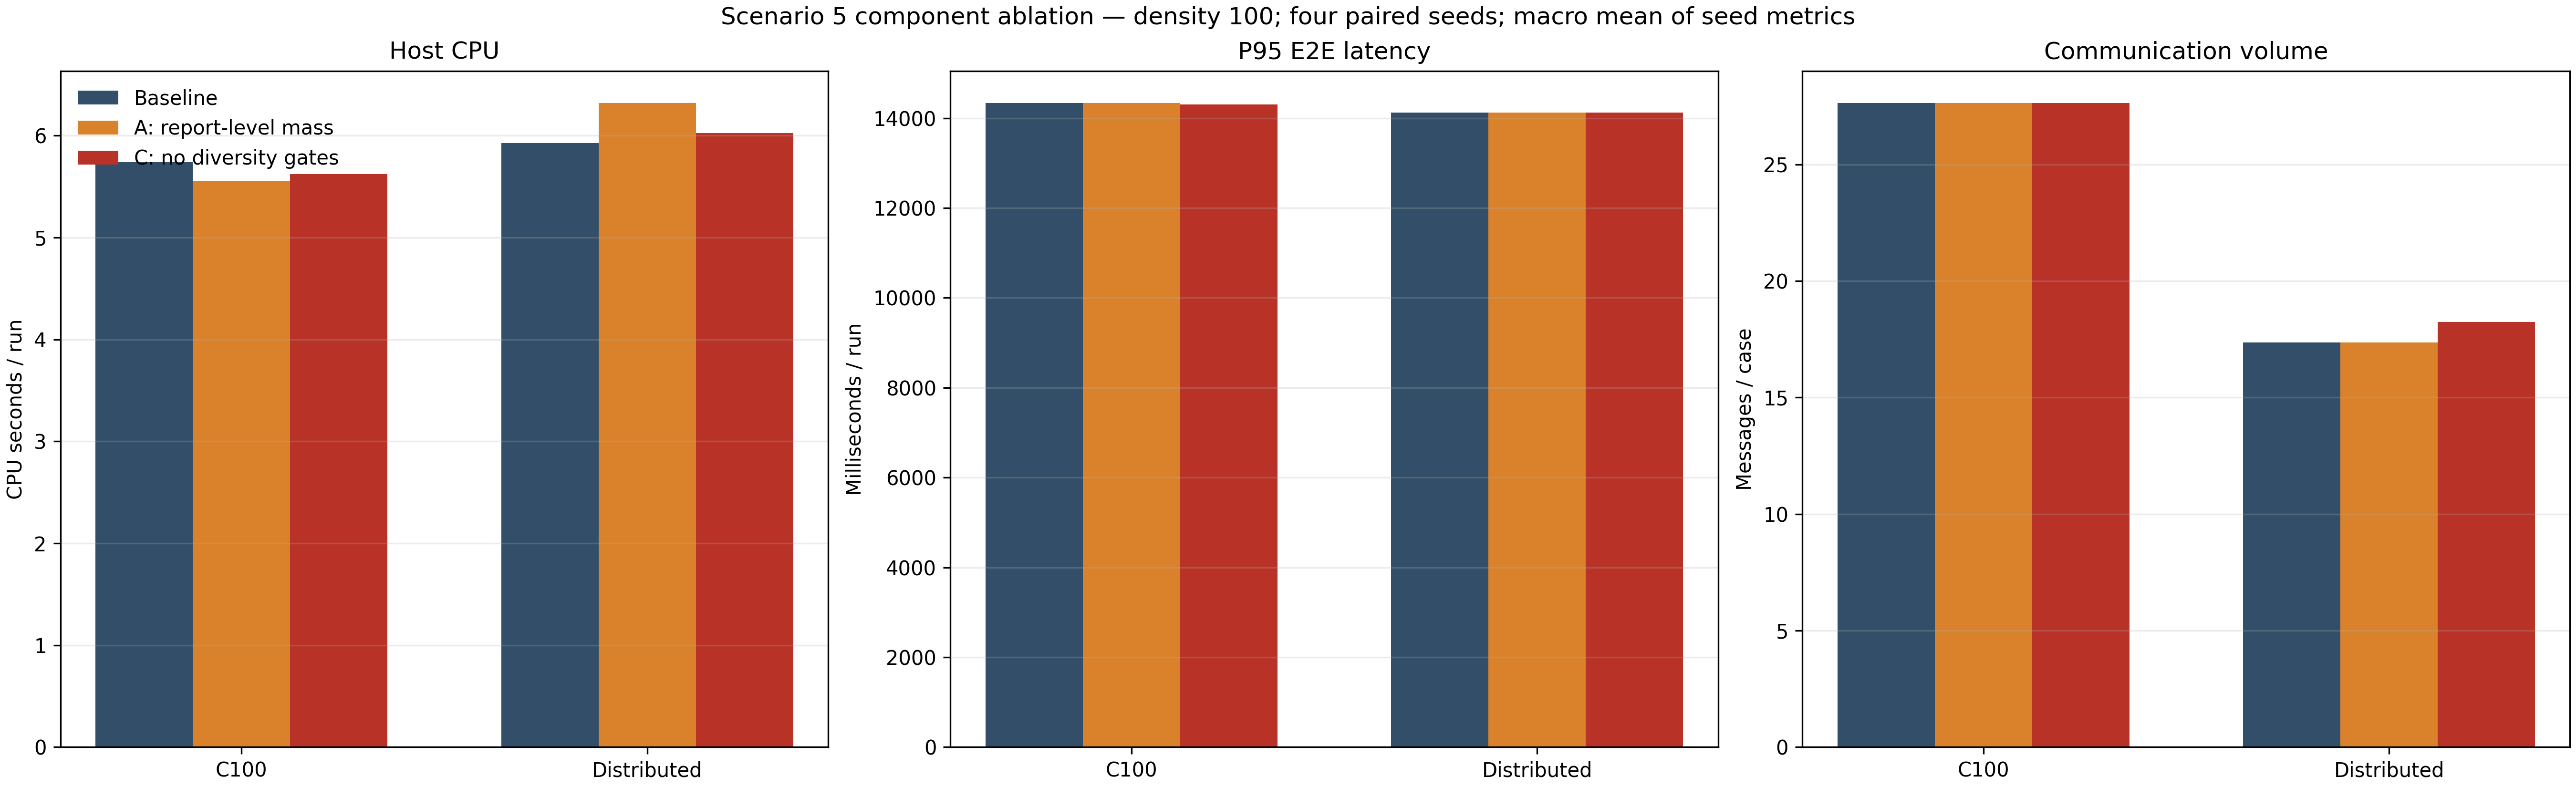 Scenario 5 component ablation — density 100; four paired seeds; macro mean of seed metrics
Host CPU
CPU seconds / run
6
5
4
3
2
1
0
Baseline
A: report-level mass
C: no diversity gates
C100
Distributed
P95 E2E latency
Milliseconds / run
14000
12000
10000
8000
6000
4000
2000
0
C100
Distributed
Communication volume
Messages / case
25
20
15
10
5
0
C100
Distributed